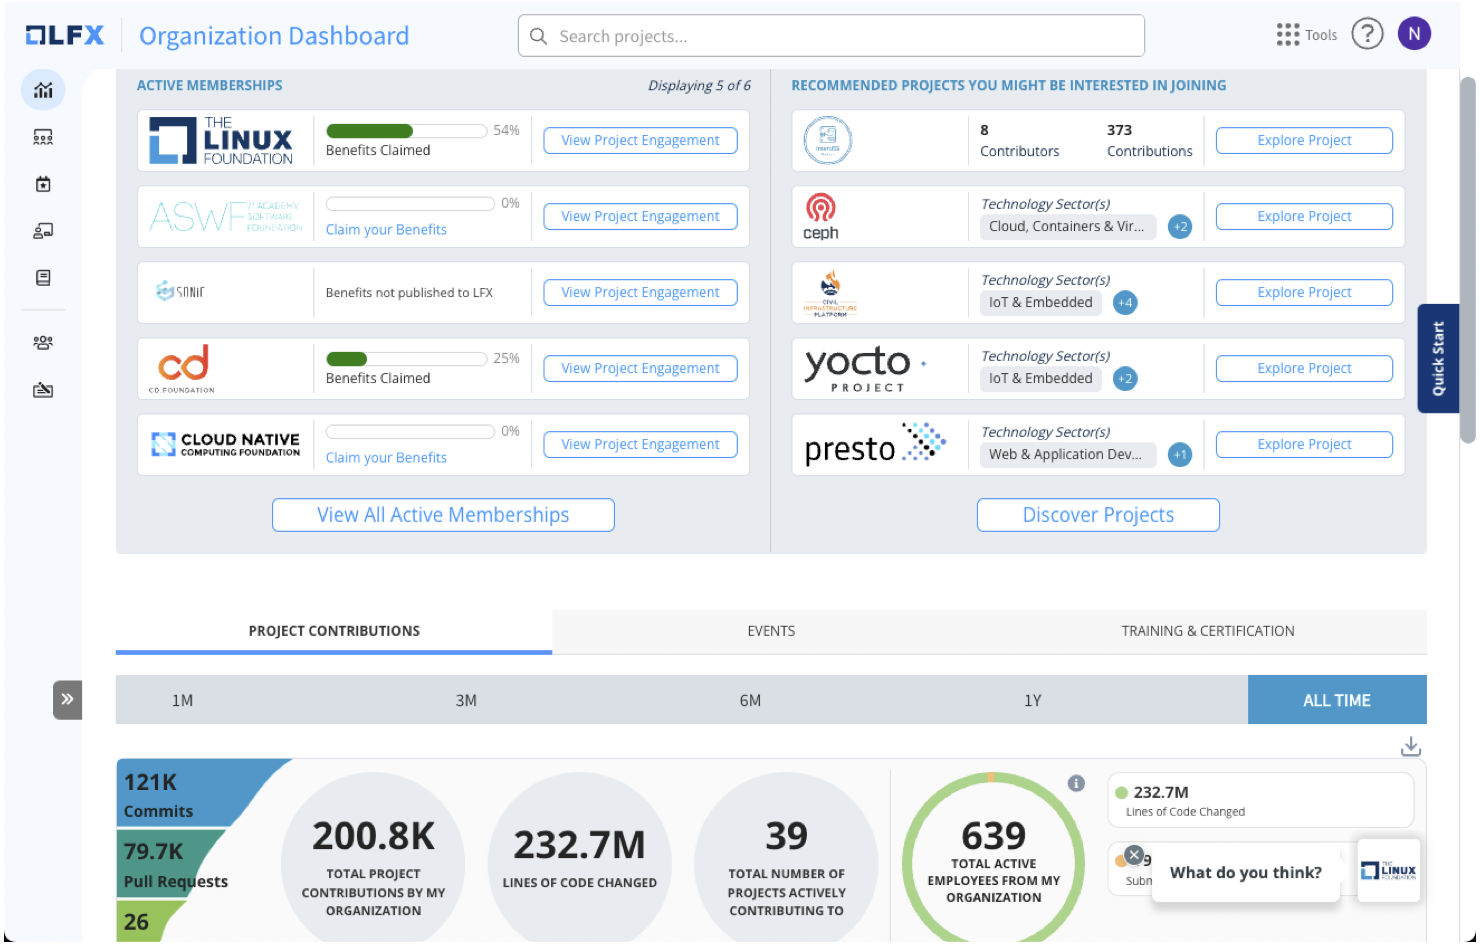 LFX
Organization Dashboard
Search projects...
Tools
?
N
ACTIVE MEMBERSHIPS
Displaying 5 of 6
THE
LINUX
FOUNDATION
54%
Benefits Claimed
View Project Engagement
ASWF
ACADEMY
SOFTWARE
FOUNDATION
0%
Claim your Benefits
View Project Engagement
SONiC
Benefits not published to LFX
View Project Engagement
cd
CD.FOUNDATION
25%
Benefits Claimed
View Project Engagement
CLOUD NATIVE
COMPUTING FOUNDATION
0%
Claim your Benefits
View Project Engagement
View All Active Memberships
RECOMMENDED PROJECTS YOU MIGHT BE INTERESTED IN JOINING
InterUSS
8
Contributors
373
Contributions
Explore Project
ceph
Technology Sector(s)
Cloud, Containers & Vir...
+2
Explore Project
CIVIL
INFRASTRUCTURE
PLATFORM
Technology Sector(s)
IoT & Embedded
+4
Explore Project
yocto
PROJECT
Technology Sector(s)
IoT & Embedded
+2
Explore Project
presto
Technology Sector(s)
Web & Application Dev...
+1
Explore Project
Discover Projects
Quick Start
PROJECT CONTRIBUTIONS
EVENTS
TRAINING & CERTIFICATION
1M
3M
6M
1Y
ALL TIME
121K
Commits
79.7K
Pull Requests
26
200.8K
TOTAL PROJECT
CONTRIBUTIONS BY MY
ORGANIZATION
232.7M
LINES OF CODE CHANGED
39
TOTAL NUMBER OF
PROJECTS ACTIVELY
CONTRIBUTING TO
639
TOTAL ACTIVE
EMPLOYEES FROM MY
ORGANIZATION
232.7M
Lines of Code Changed
9
Subm
What do you think?
THE
LINUX
FOUNDATION